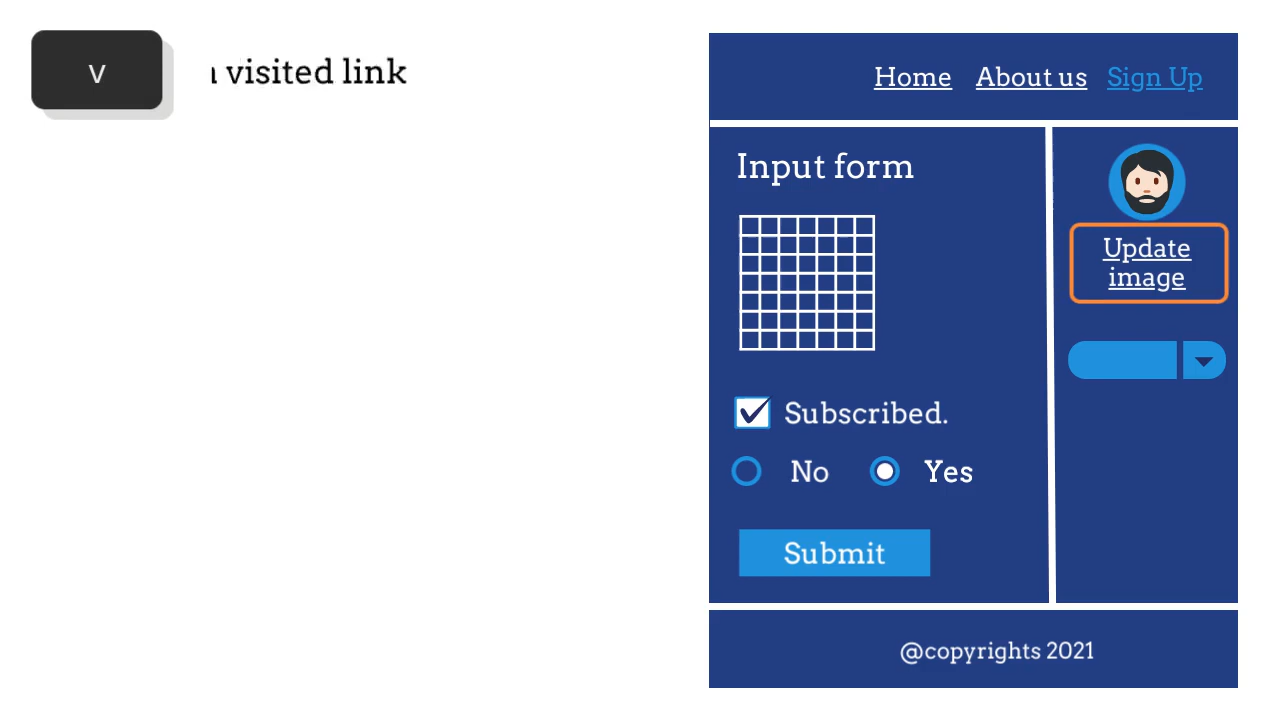 v
visited link
Home About us Sign Up
Input form
Update
image
Subscribed.
No Yes
Submit
@copyrights 2021